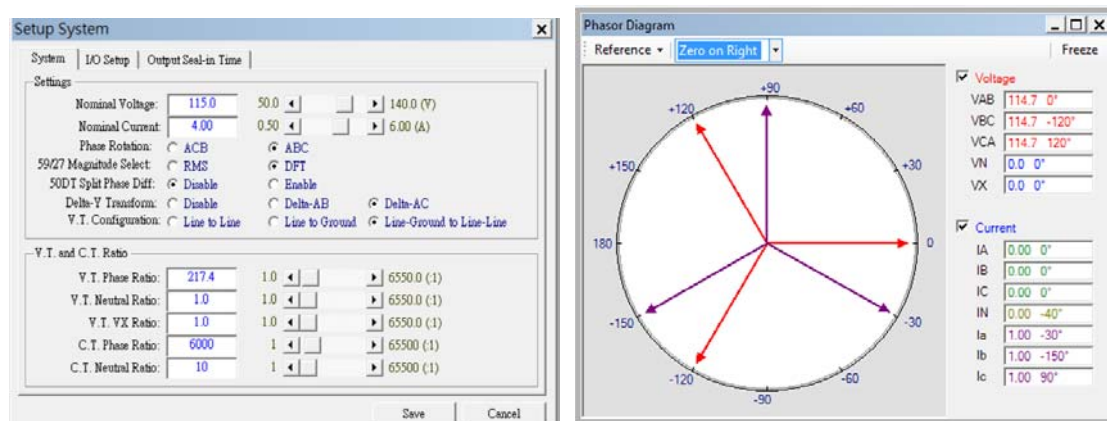 Setup System
System I/O Setup Output Seal-in Time
Settings
Nominal Voltage: 115.0 50.0 140.0 (V)
Nominal Current: 4.00 0.50 6.00 (A)
Phase Rotation: ACB ABC
59/27 Magnitude Select: RMS DFT
50DT Split Phase Diff: Disable Enable
Delta-Y Transform: Disable Delta-AB Delta-AC
V.T. Configuration: Line to Line Line to Ground Line-Ground to Line-Line
V.T. and C.T. Ratio
V.T. Phase Ratio: 217.4 1.0 6550.0 (:1)
V.T. Neutral Ratio: 1.0 1.0 6550.0 (:1)
V.T. VX Ratio: 1.0 1.0 6550.0 (:1)
C.T. Phase Ratio: 6000 1 65500 (:1)
C.T. Neutral Ratio: 10 1 65500 (:1)
Save Cancel
Phasor Diagram
Reference Zero on Right Freeze
+90
+120 +60
+150 +30
180 0
-150 -30
-120 -60
-90
Voltage
VAB 114.7 0°
VBC 114.7 -120°
VCA 114.7 120°
VN 0.0 0°
VX 0.0 0°
Current
IA 0.00 0°
IB 0.00 0°
IC 0.00 0°
IN 0.00 -40°
Ia 1.00 -30°
Ib 1.00 -150°
Ic 1.00 90°